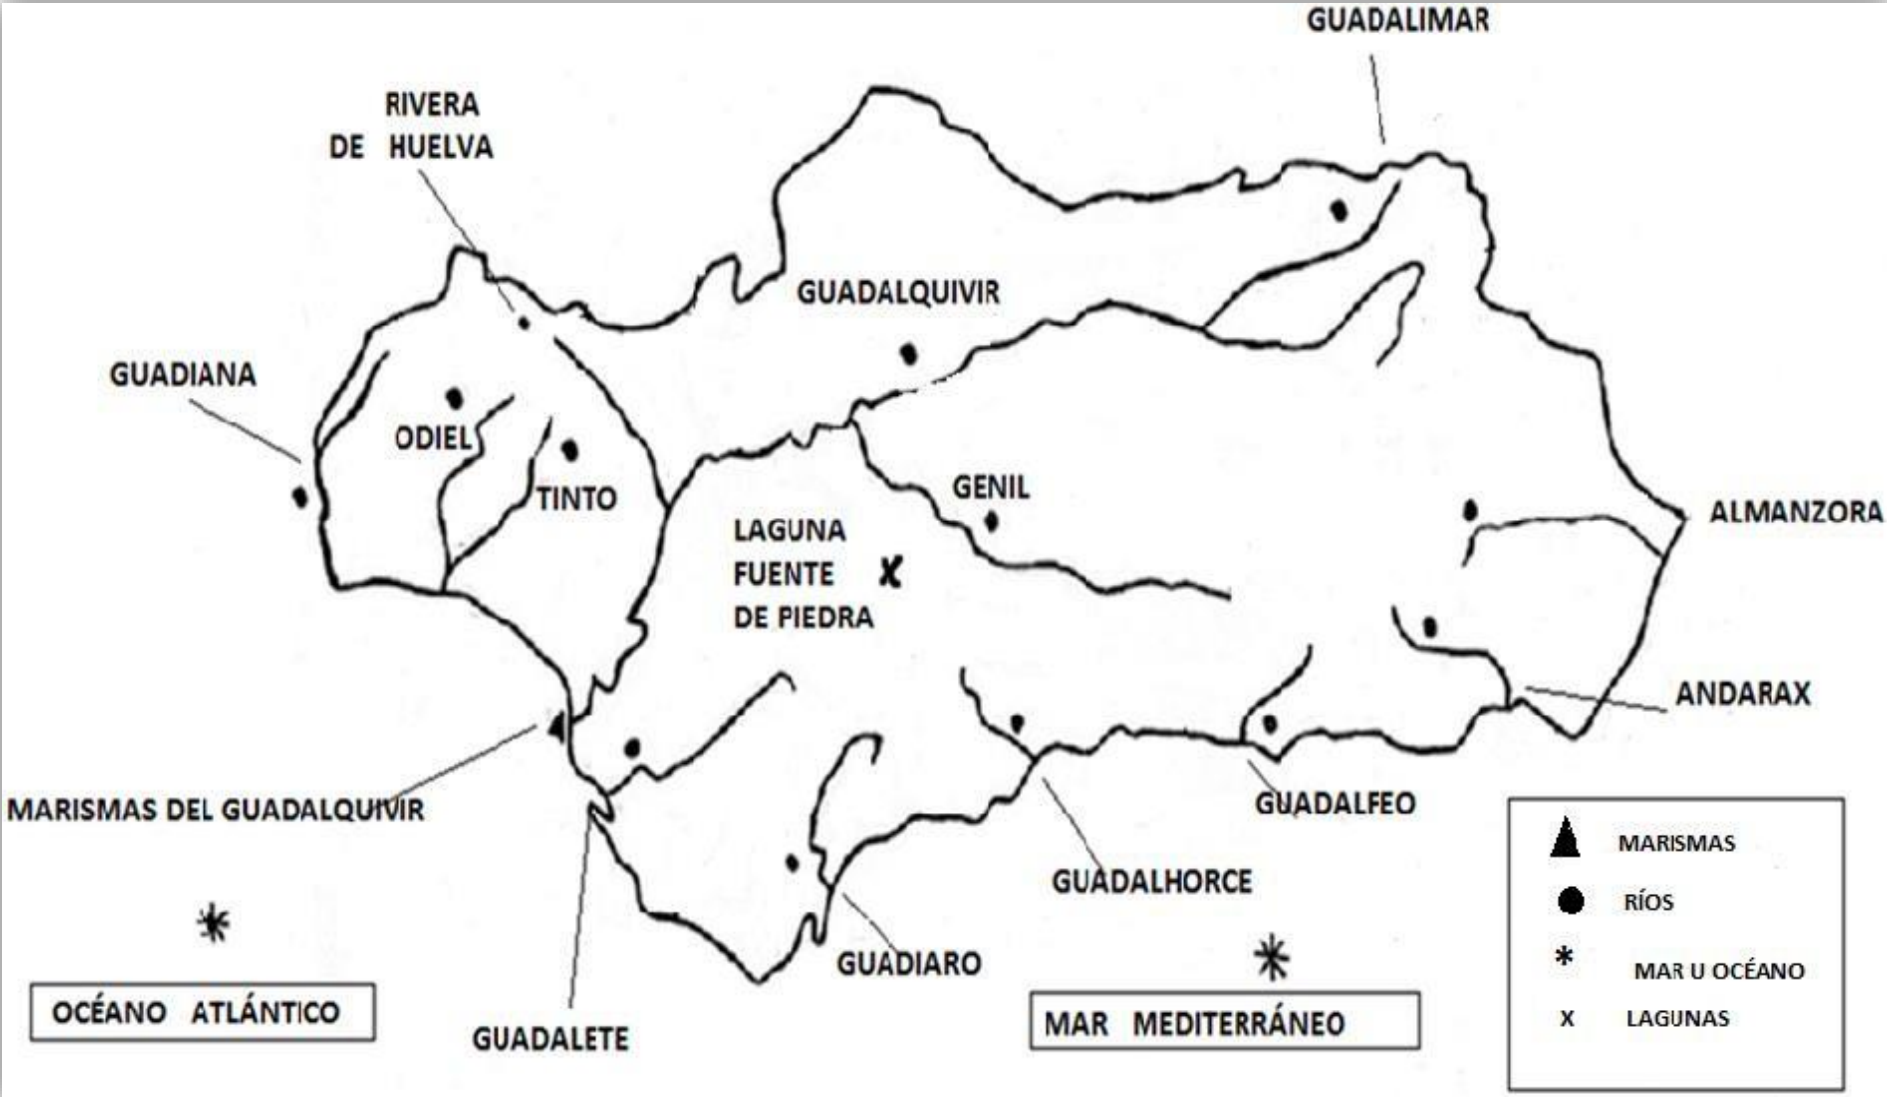 GUADALIMAR
RIVERA
DE HUELVA
GUADALQUIVIR
GUADIANA
ODIEL
TINTO
GENIL
LAGUNA
FUENTE
DE PIEDRA
X
ALMANZORA
ANDARAX
MARISMAS DEL GUADALQUIVIR
GUADALFEO
GUADALHORCE
GUADIARO
GUADALETE
*
OCÉANO ATLÁNTICO
*
MAR MEDITERRÁNEO
MARISMAS
RÍOS
* MAR U OCÉANO
X LAGUNAS